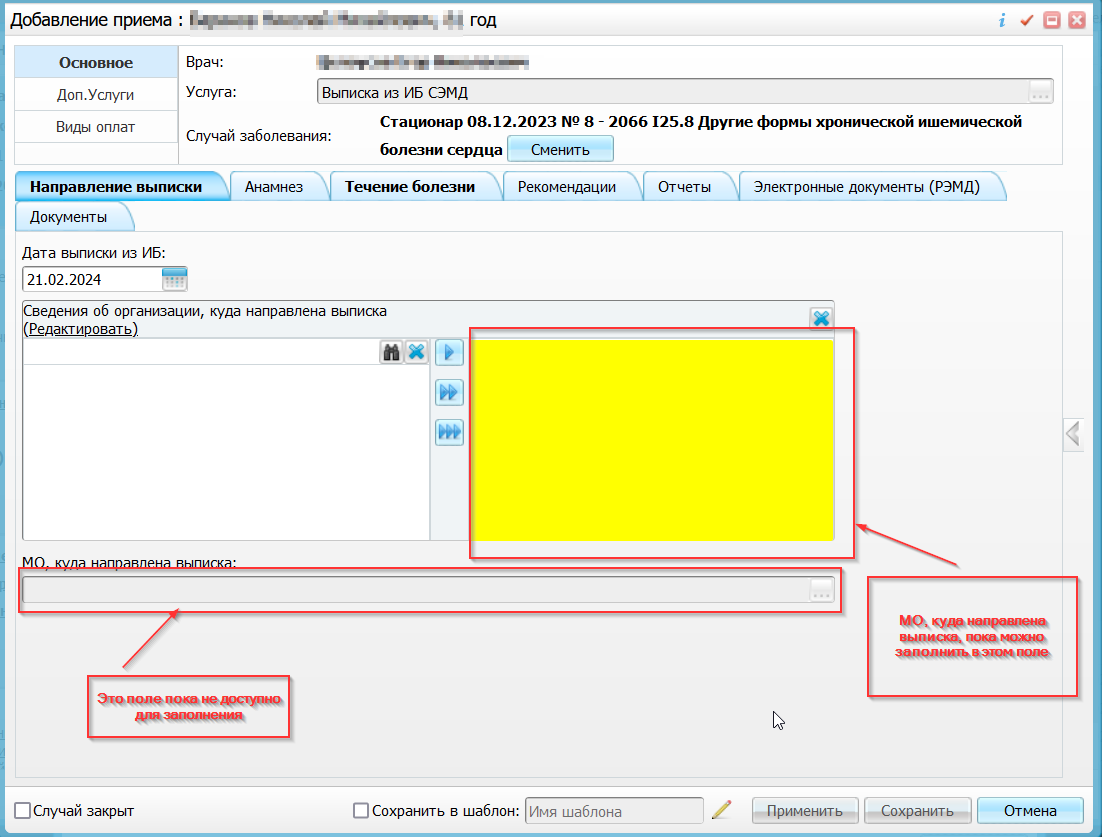 Добавление приема : год
Основное
Доп.Услуги
Виды оплат
Врач:
Услуга:
Выписка из ИБ СЭМД
...
Случай заболевания:
Стационар 08.12.2023 № 8 - 2066 I25.8 Другие формы хронической ишемической
болезни сердца
Сменить
Направление выписки
Анамнез
Течение болезни
Рекомендации
Отчеты
Электронные документы (РЭМД)
Документы
Дата выписки из ИБ:
21.02.2024
Сведения об организации, куда направлена выписка
(Редактировать)
МО, куда направлена выписка:
...
МО, куда направлена
выписка, пока можно
заполнить в этом поле
Это поле пока не доступно
для заполнения
Случай закрыт
Сохранить в шаблон:
Имя шаблона
Применить
Сохранить
Отмена